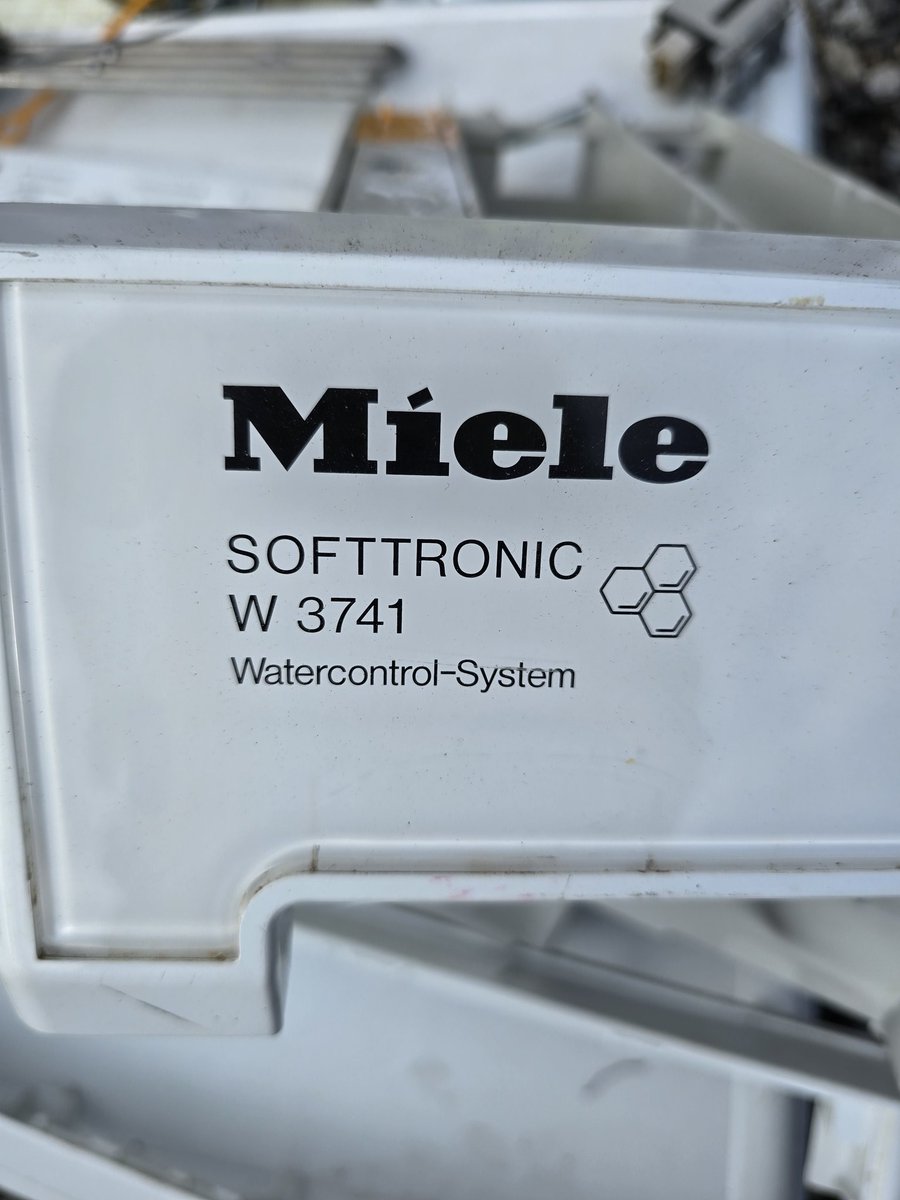 Miele
SOFTTRONIC
W 3741
Watercontrol-System